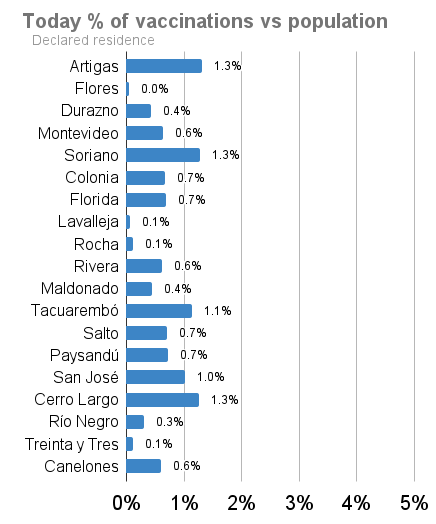 Today % of vaccinations vs population
Declared residence
Artigas 1.3%
Flores 0.0%
Durazno 0.4%
Montevideo 0.6%
Soriano 1.3%
Colonia 0.7%
Florida 0.7%
Lavalleja 0.1%
Rocha 0.1%
Rivera 0.6%
Maldonado 0.4%
Tacuarembó 1.1%
Salto 0.7%
Paysandú 0.7%
San José 1.0%
Cerro Largo 1.3%
Río Negro 0.3%
Treinta y Tres 0.1%
Canelones 0.6%
0% 1% 2% 3% 4% 5%